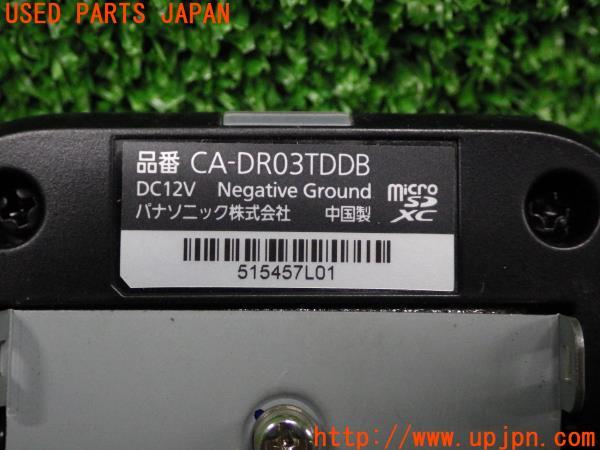 USED PARTS JAPAN
品番 CA-DR03TDDB
DC12V Negative Ground micro SD XC
パナソニック株式会社 中国製
515457L01
http://www.upjpn.com